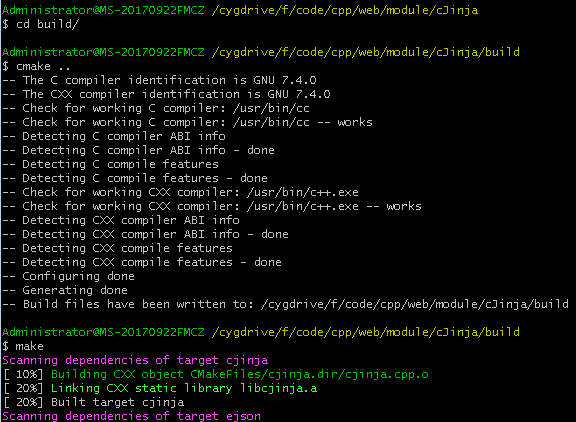 Administrator@MS-20170922FMCZ /cygdrive/f/code/cpp/web/module/cJinja
$ cd build/
Administrator@MS-20170922FMCZ /cygdrive/f/code/cpp/web/module/cJinja/build
$ cmake ..
-- The C compiler identification is GNU 7.4.0
-- The CXX compiler identification is GNU 7.4.0
-- Check for working C compiler: /usr/bin/cc
-- Check for working C compiler: /usr/bin/cc -- works
-- Detecting C compiler ABI info
-- Detecting C compiler ABI info - done
-- Detecting C compile features
-- Detecting C compile features - done
-- Check for working CXX compiler: /usr/bin/c++.exe
-- Check for working CXX compiler: /usr/bin/c++.exe -- works
-- Detecting CXX compiler ABI info
-- Detecting CXX compiler ABI info - done
-- Detecting CXX compile features
-- Detecting CXX compile features - done
-- Configuring done
-- Generating done
-- Build files have been written to: /cygdrive/f/code/cpp/web/module/cJinja/build
Administrator@MS-20170922FMCZ /cygdrive/f/code/cpp/web/module/cJinja/build
$ make
Scanning dependencies of target cjinja
[ 10%] Building CXX object CMakeFiles/cjinja.dir/cjinja.cpp.o
[ 20%] Linking CXX static library libcjinja.a
[ 20%] Built target cjinja
Scanning dependencies of target ejson